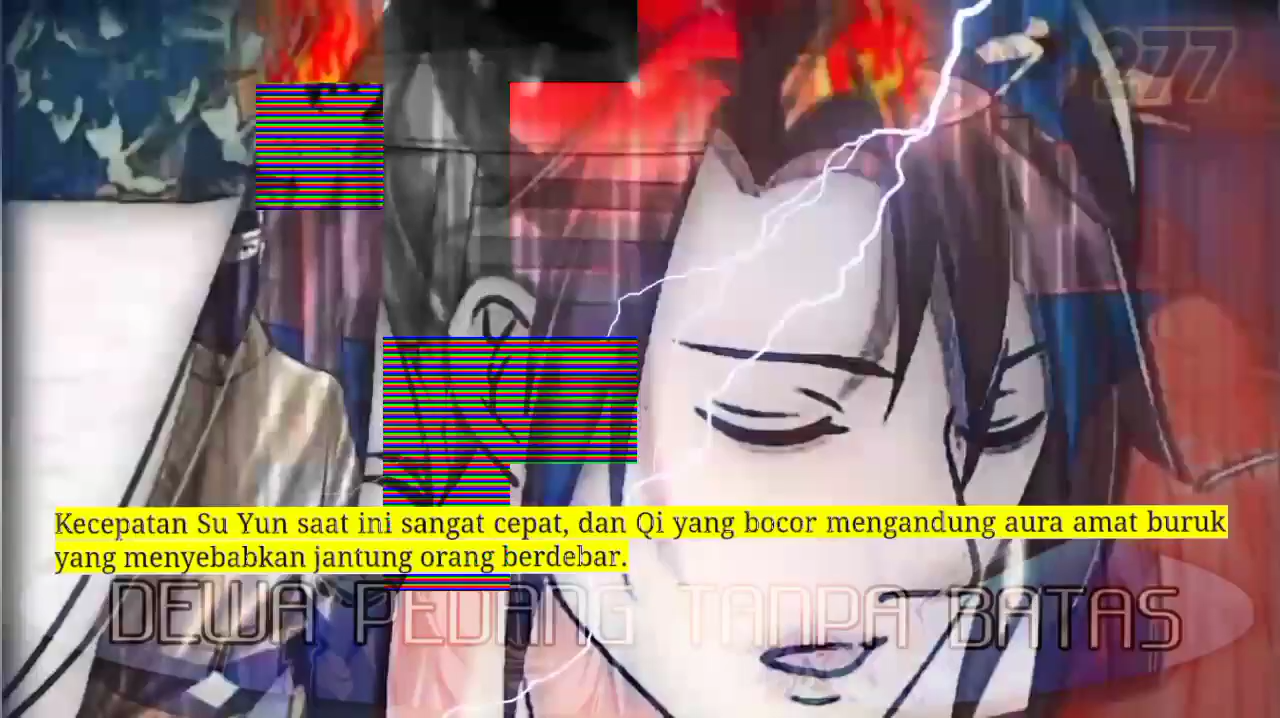 277
Kecepatan Su Yun saat ini sangat cepat, dan Qi yang bocor mengandung aura amat buruk
yang menyebabkan jantung orang berdebar.
DEWA PEDANG TANPA BATAS